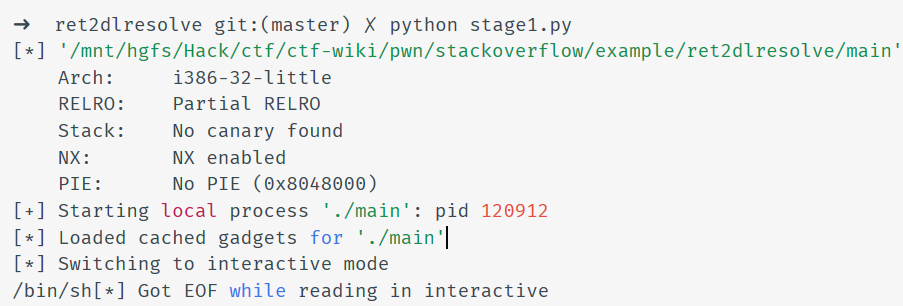 ➜  ret2dlresolve git:(master) ✗ python stage1.py
[*] '/mnt/hgfs/Hack/ctf/ctf-wiki/pwn/stackoverflow/example/ret2dlresolve/main'
    Arch:     i386-32-little
    RELRO:    Partial RELRO
    Stack:    No canary found
    NX:       NX enabled
    PIE:      No PIE (0x8048000)
[+] Starting local process './main': pid 120912
[*] Loaded cached gadgets for './main'
[*] Switching to interactive mode
/bin/sh[*] Got EOF while reading in interactive